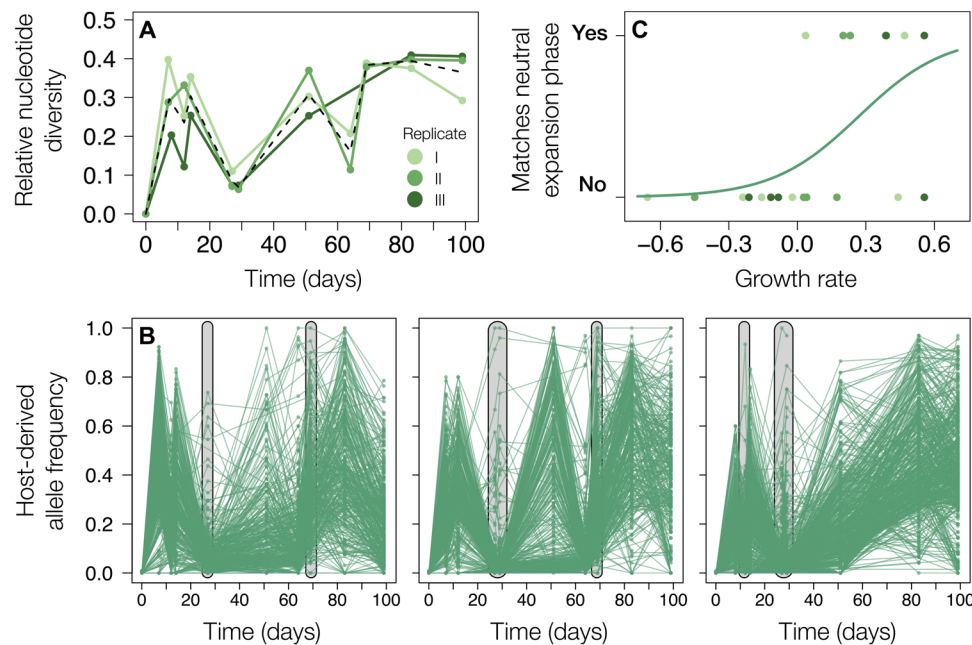 A
Relative nucleotide
diversity
0.5
0.4
0.3
0.2
0.1
0.0
0 20 40 60 80 100
Time (days)
Replicate
I
II
III
C
Matches neutral
expansion phase
Yes
No
−0.6 −0.3 0.0 0.3 0.6
Growth rate
B
Host-derived
allele frequency
1.0
0.8
0.6
0.4
0.2
0.0
0 20 40 60 80 100
Time (days)
0 20 40 60 80 100
Time (days)
0 20 40 60 80 100
Time (days)